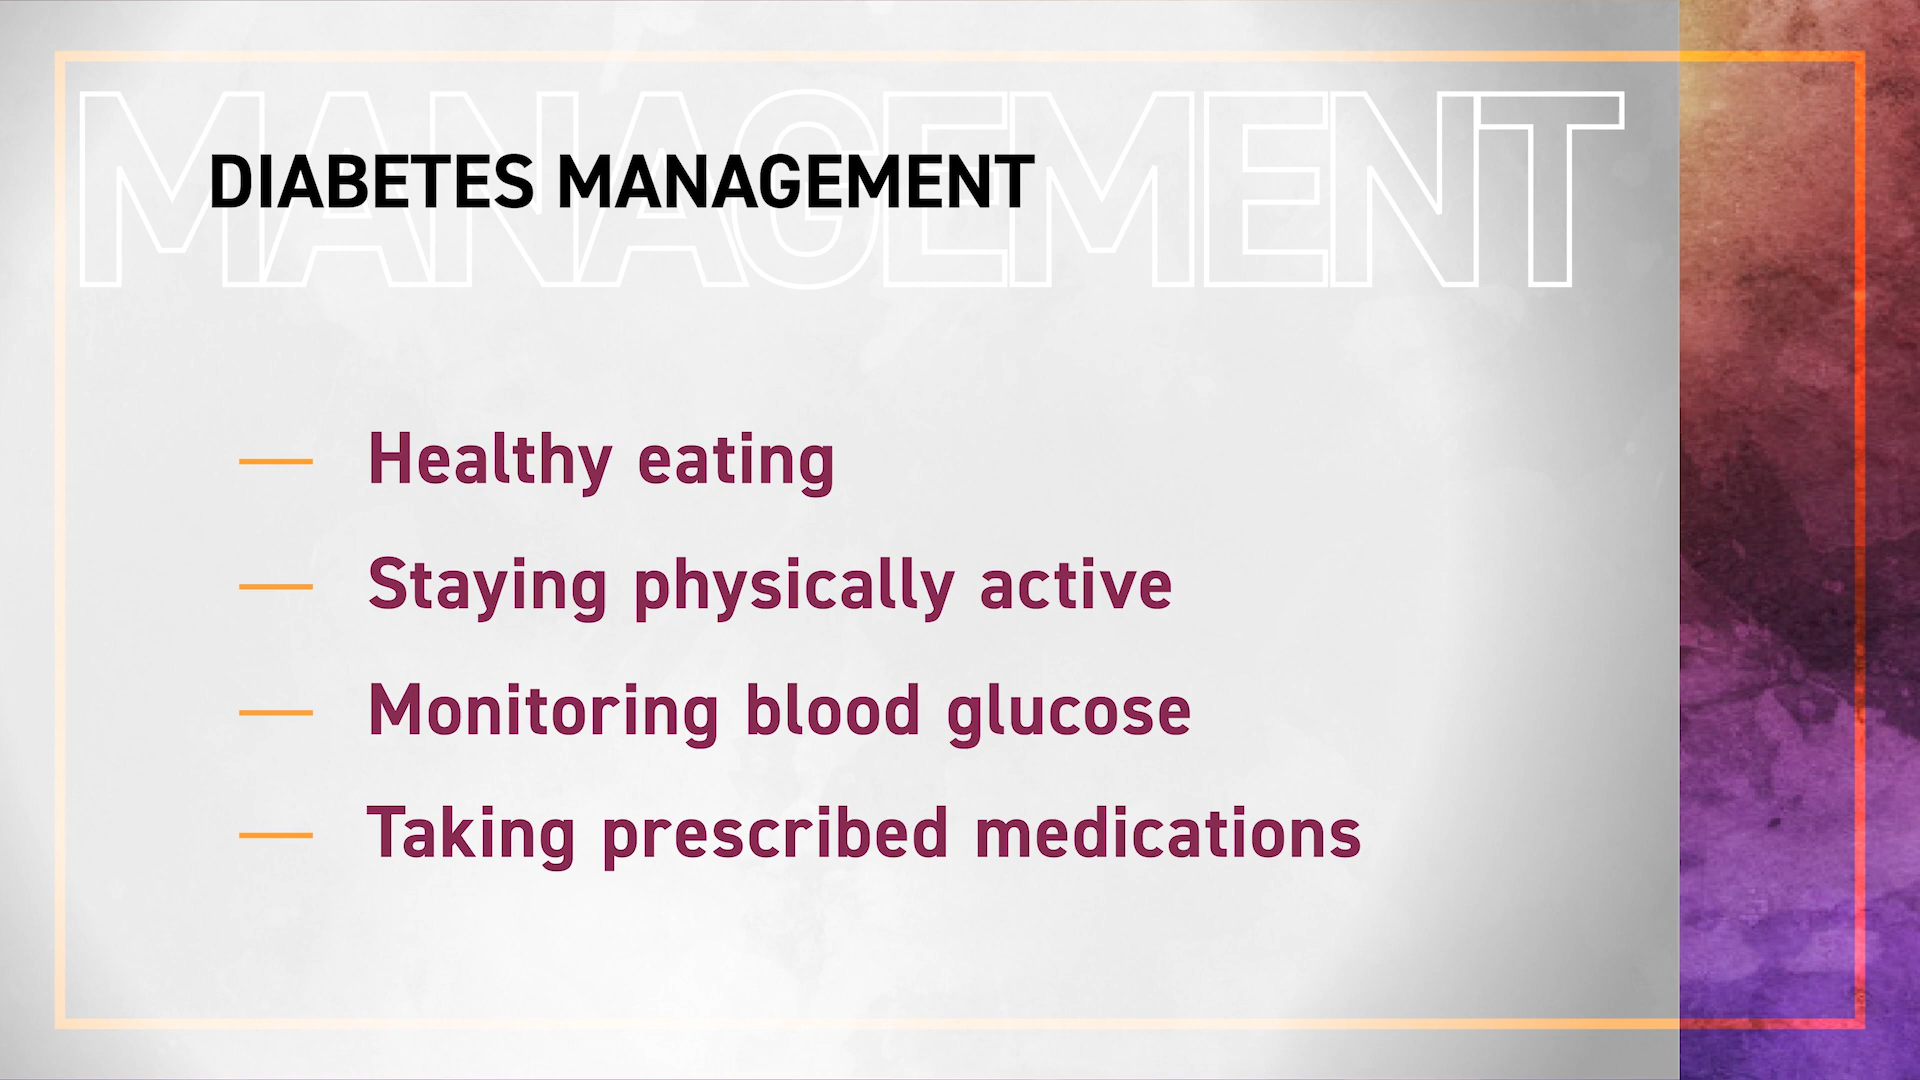 MANAGEMENT
DIABETES MANAGEMENT
Healthy eating
Staying physically active
Monitoring blood glucose
Taking prescribed medications